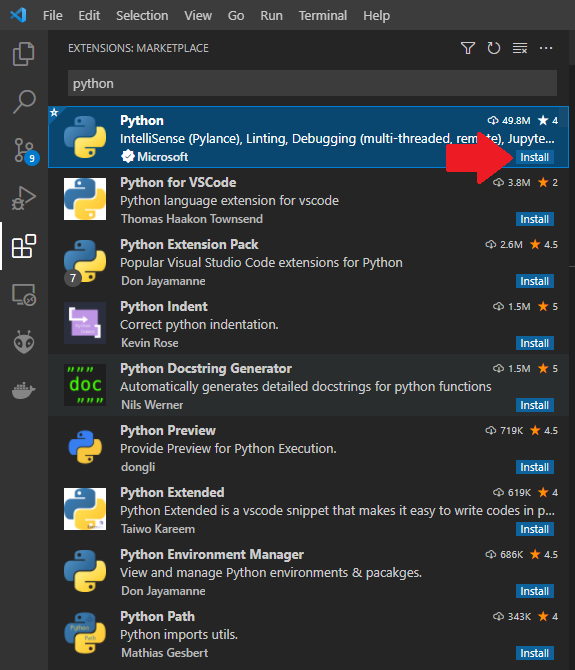 File Edit Selection View Go Run Terminal Help
EXTENSIONS: MARKETPLACE
python
Python 49.8M 4
IntelliSense (Pylance), Linting, Debugging (multi-threaded, remote), Jupyte...
Microsoft Install
Python for VSCode 3.8M 2
Python language extension for vscode
Thomas Haakon Townsend Install
9
Python Extension Pack 2.6M 4.5
Popular Visual Studio Code extensions for Python
Don Jayamanne Install
7
Python Indent 1.5M 5
Correct python indentation.
Kevin Rose Install
""" 
doc
"""
Python Docstring Generator 1.5M 5
Automatically generates detailed docstrings for python functions
Nils Werner Install
Python Preview 719K 4.5
Provide Preview for Python Execution.
dongli Install
Python Extended 619K 4
Python Extended is a vscode snippet that makes it easy to write codes in p...
Taiwo Kareem Install
Python Environment Manager 686K 4.5
View and manage Python environments & pacakges.
Don Jayamanne Install
Python Path 343K 4
Python imports utils.
Mathias Gesbert Install